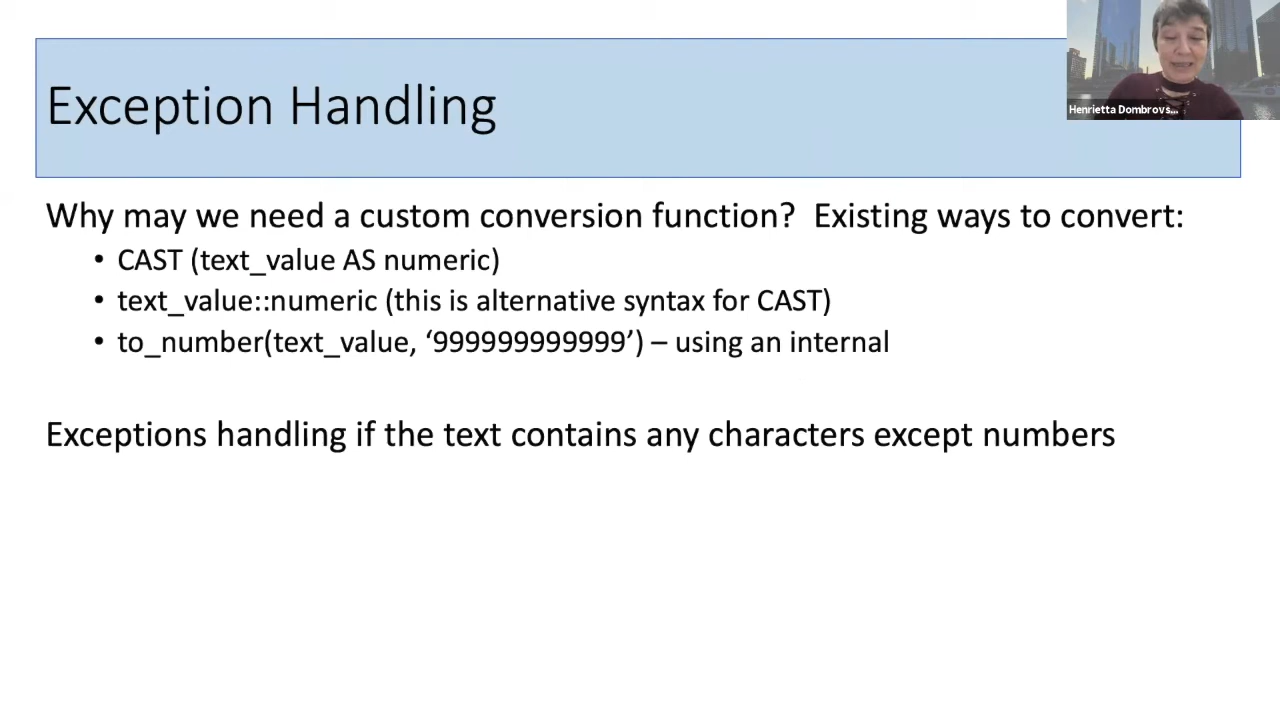 Exception Handling
Henrietta Dombrovs...
Why may we need a custom conversion function?  Existing ways to convert:
• CAST (text_value AS numeric)
• text_value::numeric (this is alternative syntax for CAST)
• to_number(text_value, ‘999999999999’) – using an internal
Exceptions handling if the text contains any characters except numbers